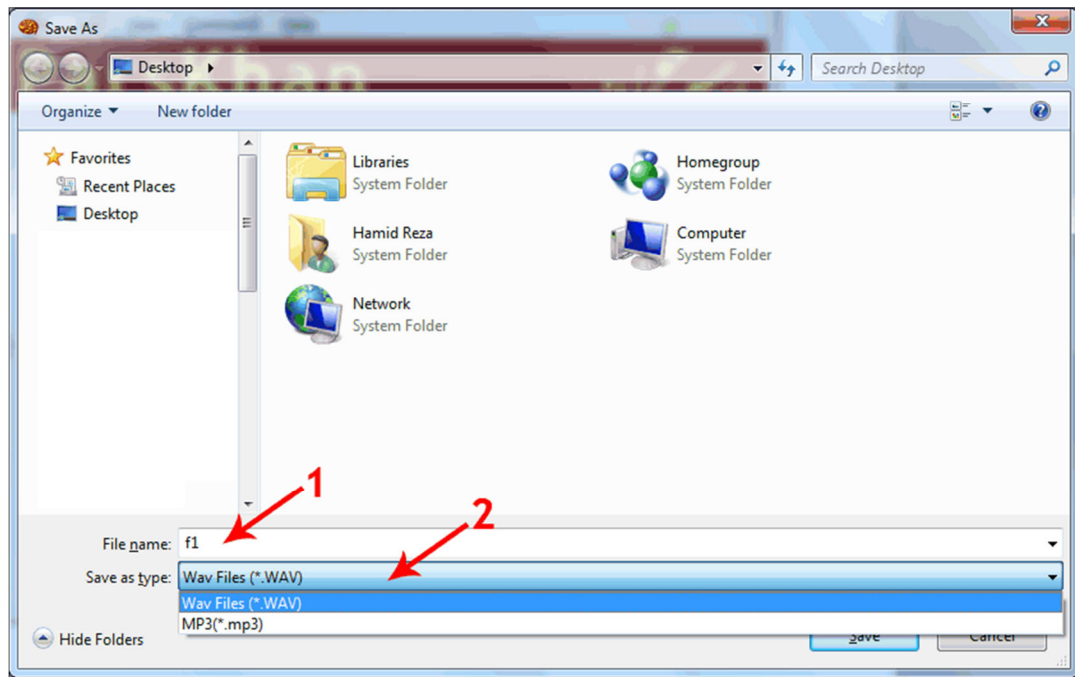 Save As
Desktop
Search Desktop
Organize
New folder
Favorites
Recent Places
Desktop
Libraries
System Folder
Homegroup
System Folder
Hamid Reza
System Folder
Computer
System Folder
Network
System Folder
1
2
File name: f1
Save as type: Wav Files (*.WAV)
Wav Files (*.WAV)
MP3(*.mp3)
Hide Folders
Save
Cancel